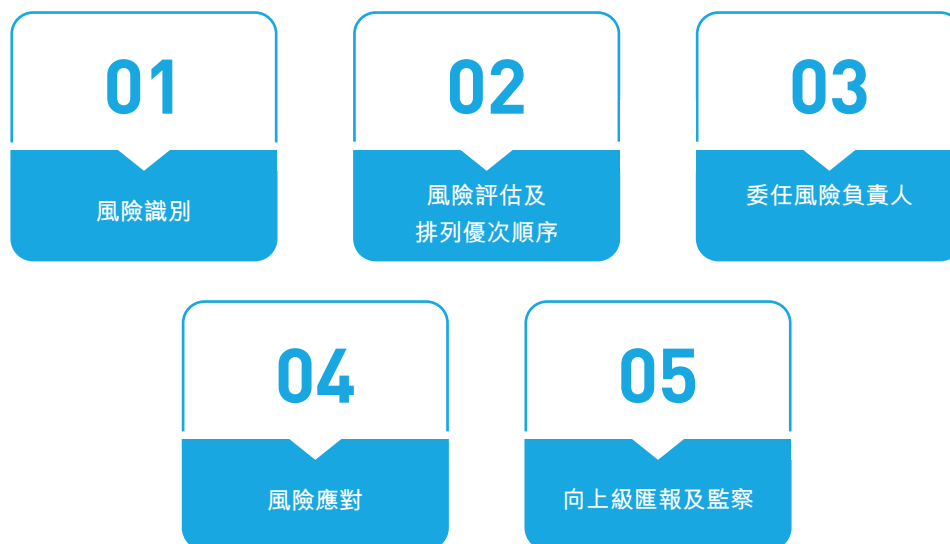 01
風險識別
02
風險評估及
排列優次順序
03
委任風險負責人
04
風險應對
05
向上級匯報及監察